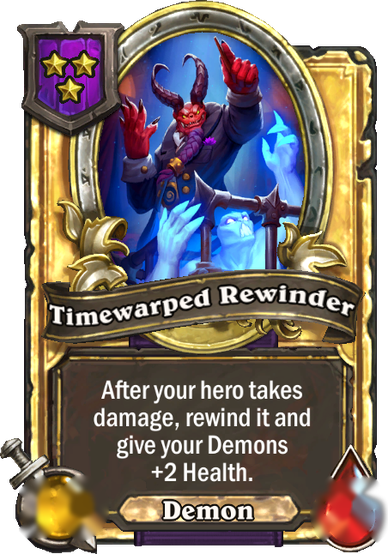 Timewarped Rewinder
After your hero takes
damage, rewind it and
give your Demons
+2 Health.
Demon